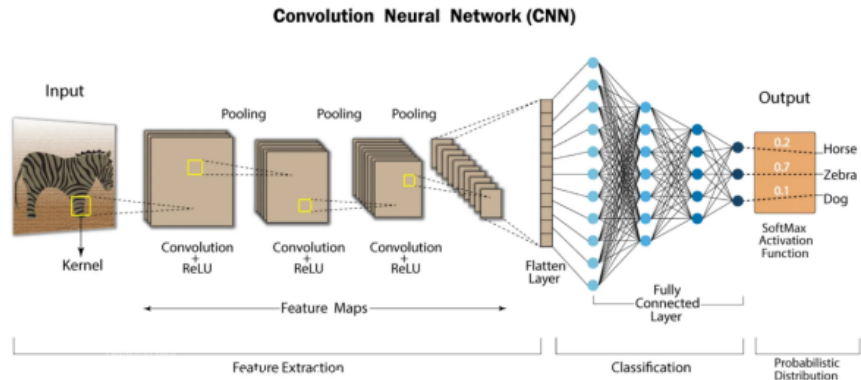 Convolution Neural Network (CNN)
Input
Pooling
Pooling
Pooling
Output
0.2
Horse
0.7
Zebra
0.1
Dog
Kernel
Convolution
+
ReLU
Convolution
+
ReLU
Convolution
+
ReLU
Flatten
Layer
SoftMax
Activation
Function
Feature Maps
Fully
Connected
Layer
Feature Extraction
Classification
Probabilistic
Distribution